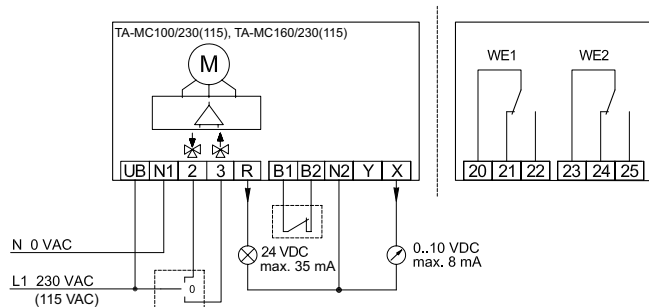 TA-MC100/230(115), TA-MC160/230(115)
M
UB N1 2 3 R B1 B2 N2 Y X
WE1 WE2
20 21 22 23 24 25
N 0 VAC
24 VDC
max. 35 mA
0..10 VDC
max. 8 mA
L1 230 VAC
(115 VAC)
0